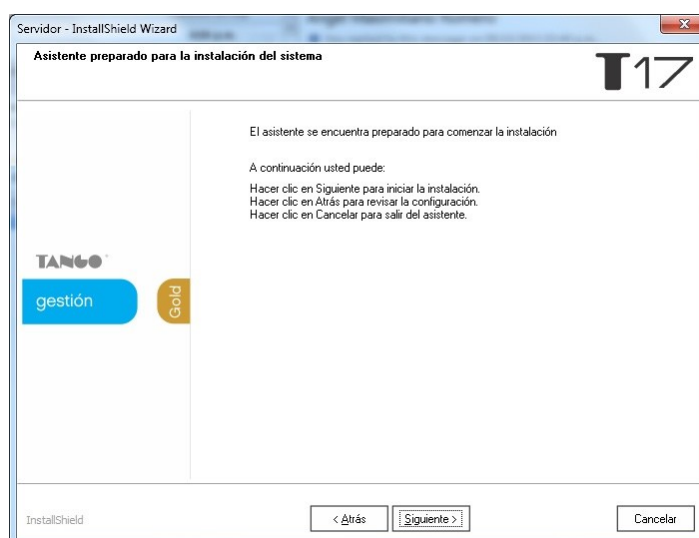 Servidor - InstallShield Wizard
Asistente preparado para la instalación del sistema
T17
El asistente se encuentra preparado para comenzar la instalación
A continuación usted puede:
Hacer clic en Siguiente para iniciar la instalación.
Hacer clic en Atrás para revisar la configuración.
Hacer clic en Cancelar para salir del asistente.
TANGO
gestión
Gold
InstallShield
< Atrás
Siguiente >
Cancelar